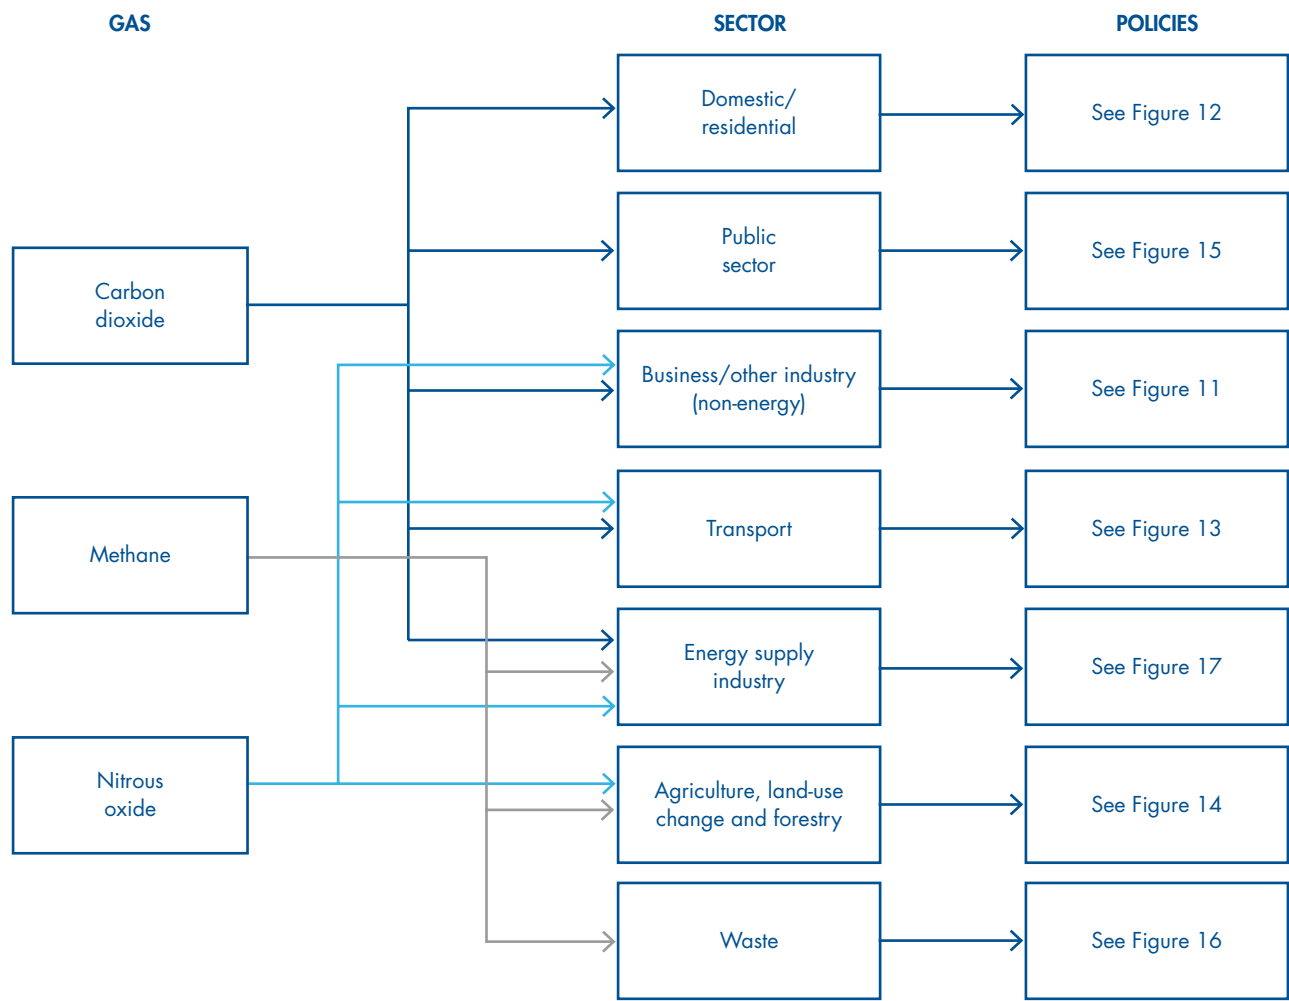 GAS
SECTOR
POLICIES
Domestic/
residential
See Figure 12
Public
sector
See Figure 15
Carbon
dioxide
Business/other industry
(non-energy)
See Figure 11
Methane
Transport
See Figure 13
Energy supply
industry
See Figure 17
Nitrous
oxide
Agriculture, land-use
change and forestry
See Figure 14
Waste
See Figure 16